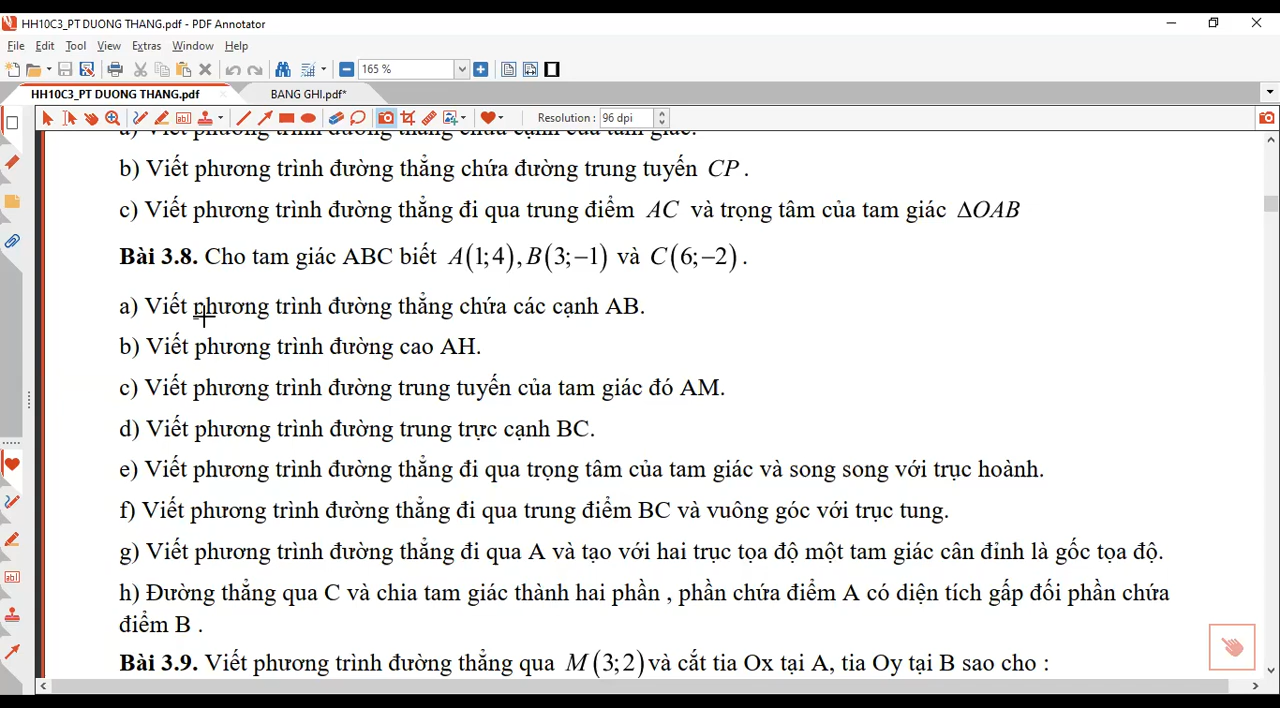 HH10C3_PT DUONG THANG.pdf - PDF Annotator
File Edit Tool View Extras Window Help
165 %
HH10C3_PT DUONG THANG.pdf BANG GHI.pdf*
Resolution : 96 dpi
a) Viết phương trình đường thẳng chứa cạnh của tam giác.
b) Viết phương trình đường thẳng chứa đường trung tuyến CP .
c) Viết phương trình đường thẳng đi qua trung điểm AC và trọng tâm của tam giác ΔOAB
Bài 3.8. Cho tam giác ABC biết A(1;4), B(3;−1) và C(6;−2) .
a) Viết phương trình đường thẳng chứa các cạnh AB.
b) Viết phương trình đường cao AH.
c) Viết phương trình đường trung tuyến của tam giác đó AM.
d) Viết phương trình đường trung trực cạnh BC.
e) Viết phương trình đường thẳng đi qua trọng tâm của tam giác và song song với trục hoành.
f) Viết phương trình đường thẳng đi qua trung điểm BC và vuông góc với trục tung.
g) Viết phương trình đường thẳng đi qua A và tạo với hai trục tọa độ một tam giác cân đỉnh là gốc tọa độ.
h) Đường thẳng qua C và chia tam giác thành hai phần , phần chứa điểm A có diện tích gấp đối phần chứa
điểm B .
Bài 3.9. Viết phương trình đường thẳng qua M(3;2) và cắt tia Ox tại A, tia Oy tại B sao cho :